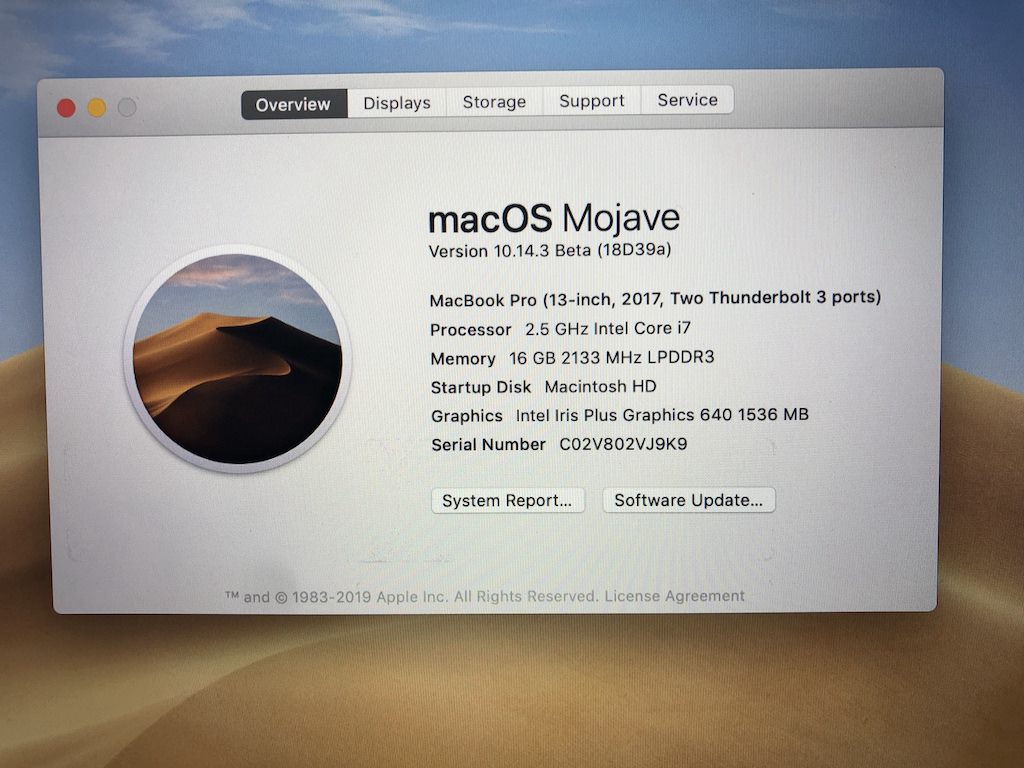 Overview Displays Storage Support Service
macOS Mojave
Version 10.14.3 Beta (18D39a)
MacBook Pro (13-inch, 2017, Two Thunderbolt 3 ports)
Processor 2.5 GHz Intel Core i7
Memory 16 GB 2133 MHz LPDDR3
Startup Disk Macintosh HD
Graphics Intel Iris Plus Graphics 640 1536 MB
Serial Number C02V802VJ9K9
System Report... Software Update...
™ and © 1983-2019 Apple Inc. All Rights Reserved. License Agreement